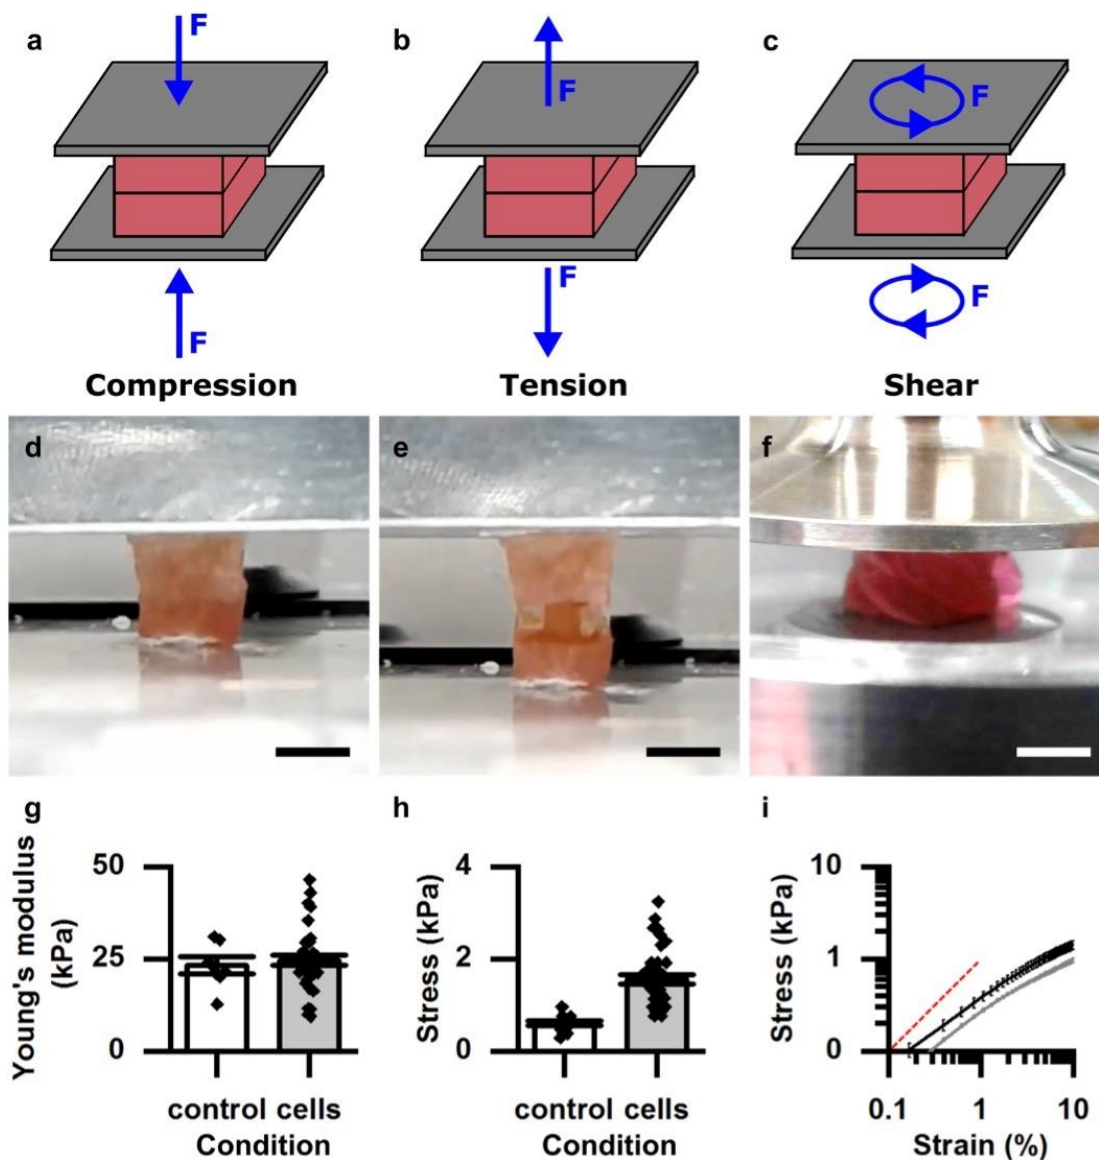 a
F
F
b
F
F
c
F
F
Compression
Tension
Shear
d
e
f
g
Young's modulus
(kPa)
50
25
0
control cells
Condition
h
Stress (kPa)
4
2
0
control cells
Condition
i
Stress (kPa)
10
1
0
0.1
1
10
Strain (%)